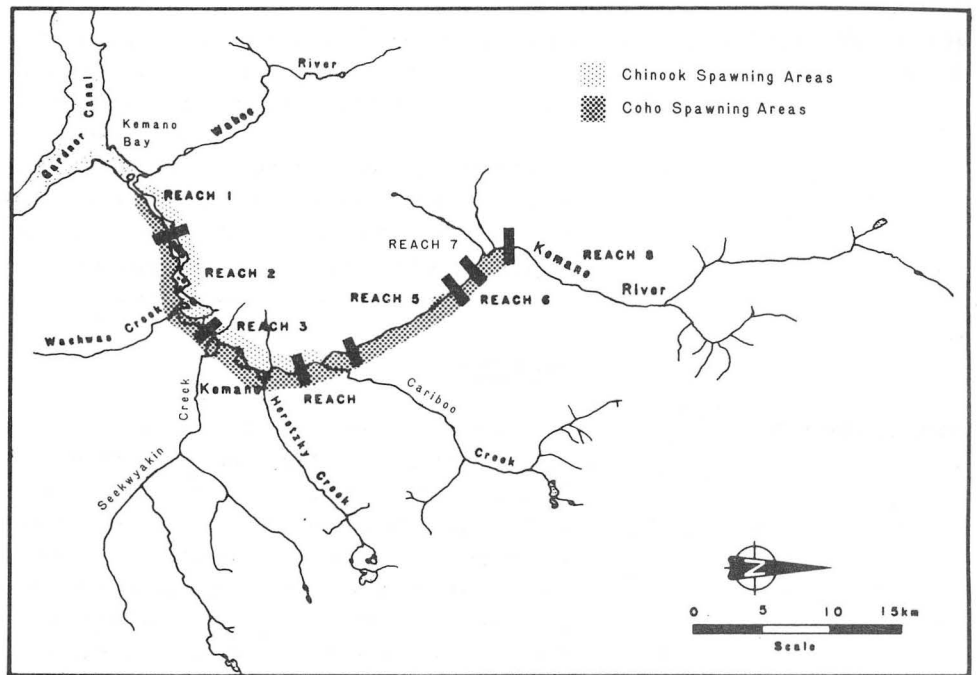 River
Chinook Spawning Areas
Coho Spawning Areas
Gardner Canal
Kemano
Bay
Wahoo
REACH 1
REACH 7
Kemano
REACH 8
River
REACH 2
REACH 5
REACH 6
Wachwas Creek
REACH 3
Kemano
REACH
Cariboo
Creek
Seekwyakin
Creek
Horetzky Creek
N
0 5 10 15km
Scale